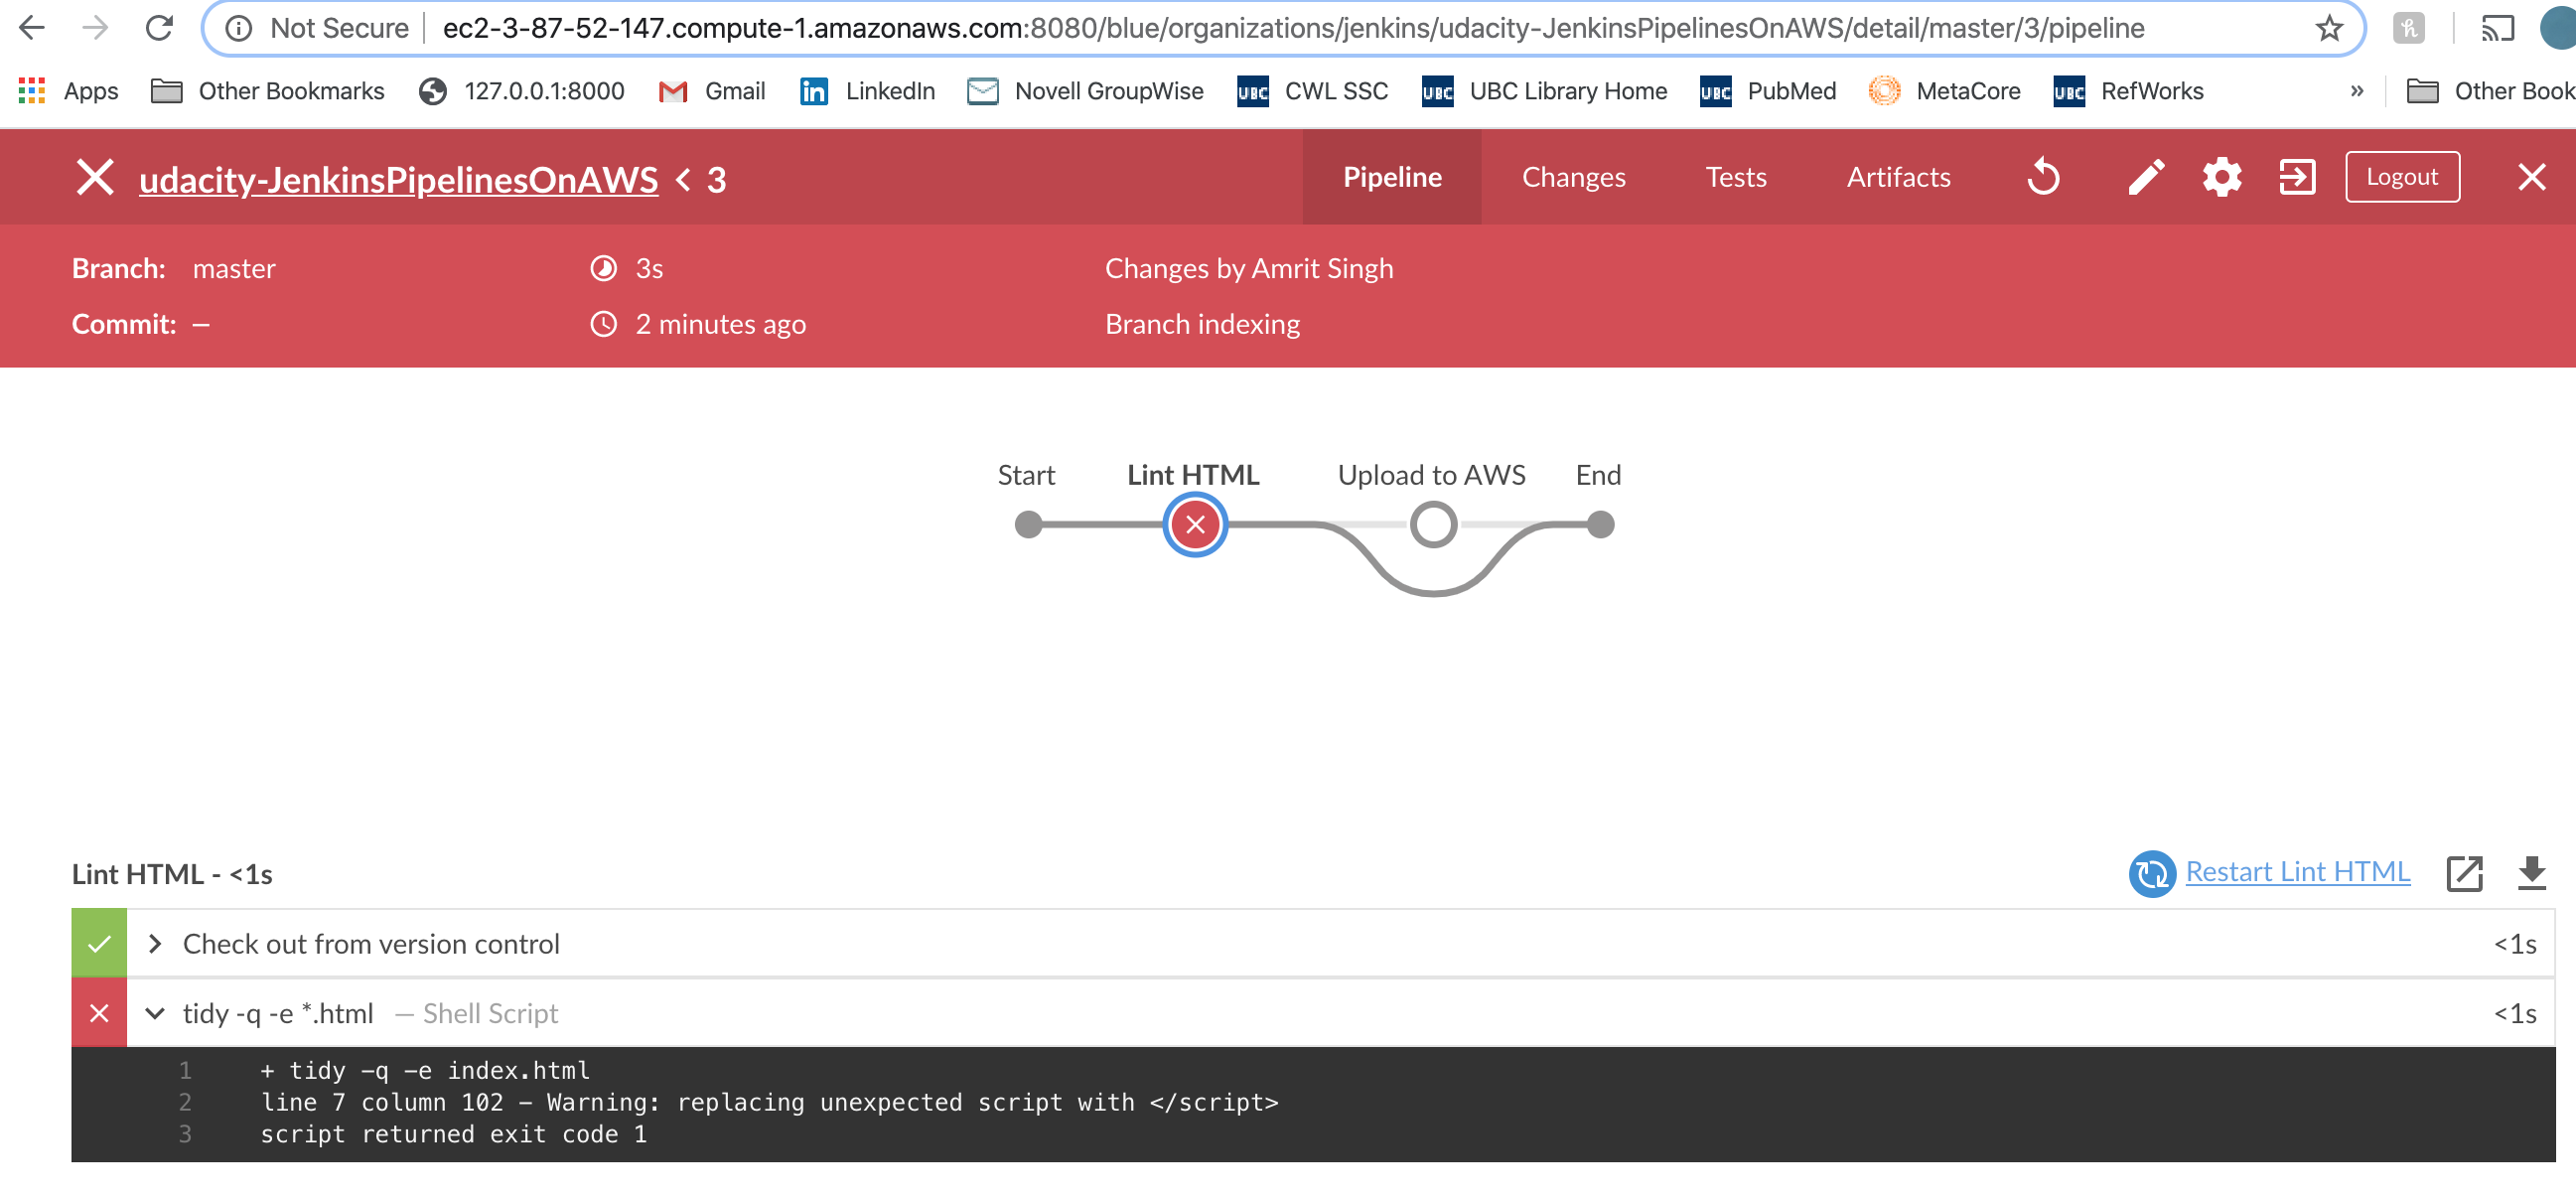 Not Secure | ec2-3-87-52-147.compute-1.amazonaws.com:8080/blue/organizations/jenkins/udacity-JenkinsPipelinesOnAWS/detail/master/3/pipeline
Apps Other Bookmarks 127.0.0.1:8000 Gmail LinkedIn Novell GroupWise UBC CWL SSC UBC UBC Library Home UBC PubMed MetaCore UBC RefWorks » Other Book
udacity-JenkinsPipelinesOnAWS < 3 Pipeline Changes Tests Artifacts Logout
Branch: master 3s Changes by Amrit Singh
Commit: — 2 minutes ago Branch indexing
Start Lint HTML Upload to AWS End
Lint HTML - <1s Restart Lint HTML
Check out from version control <1s
tidy -q -e *.html — Shell Script <1s
1 + tidy -q -e index.html
2 line 7 column 102 - Warning: replacing unexpected script with </script>
3 script returned exit code 1